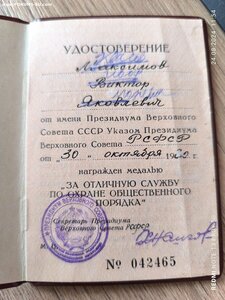 УДОСТОВЕРЕНИЕ
Максимов
Виктор
Яковлевич
от имени Президиума Верховного
Совета СССР Указом Президиума
Верховного Совета РСФСР
от "30" октября
награжден медалью
"ЗА ОТЛИЧНУЮ СЛУЖБУ
ПО ОХРАНЕ ОБЩЕСТВЕННОГО
ПОРЯДКА"
Секретарь Президиума
Верховного Совета РСФСР
М. П.
№ 042465